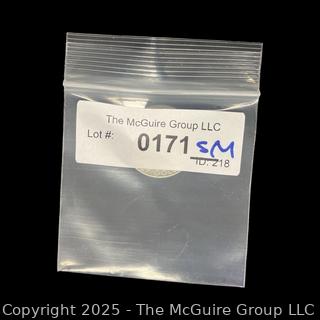 The McGuire Group LLC
Lot #: 0171 SM
ID: 218
Copyright 2025 - The McGuire Group LLC